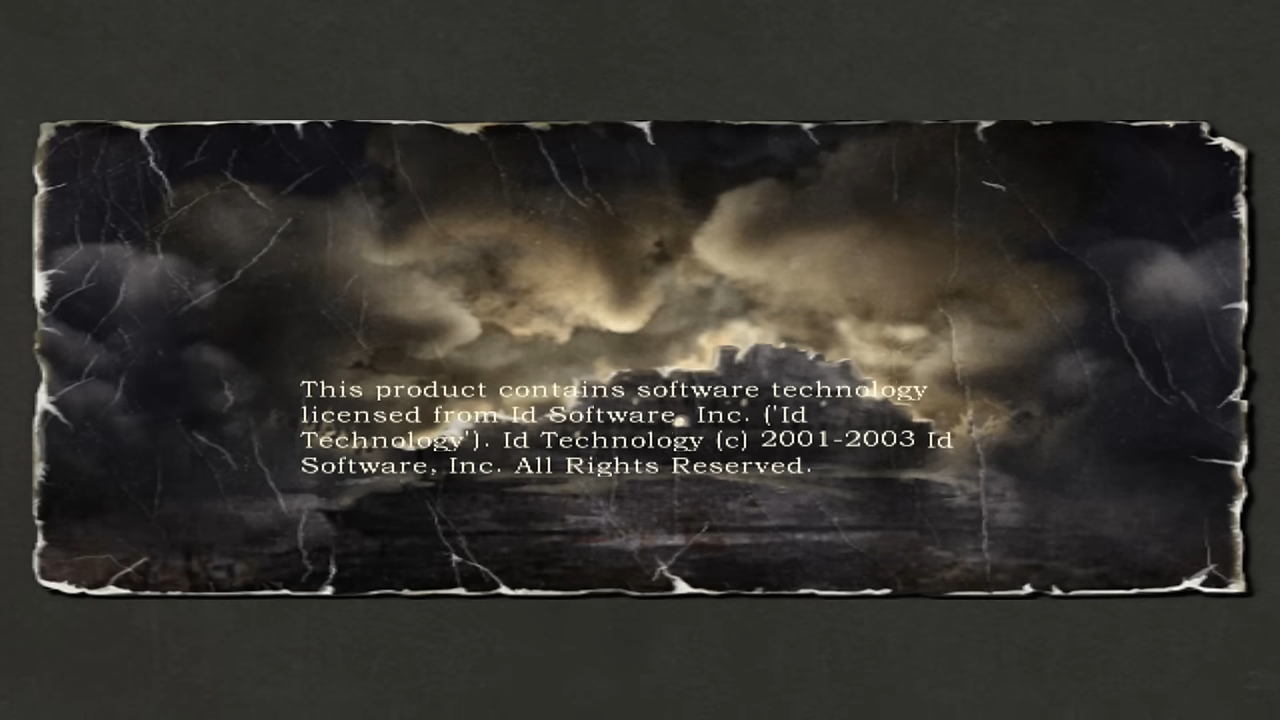 This product contains software technology
licensed from Id Software, Inc. ('Id
Technology'). Id Technology (c) 2001-2003 Id
Software, Inc. All Rights Reserved.